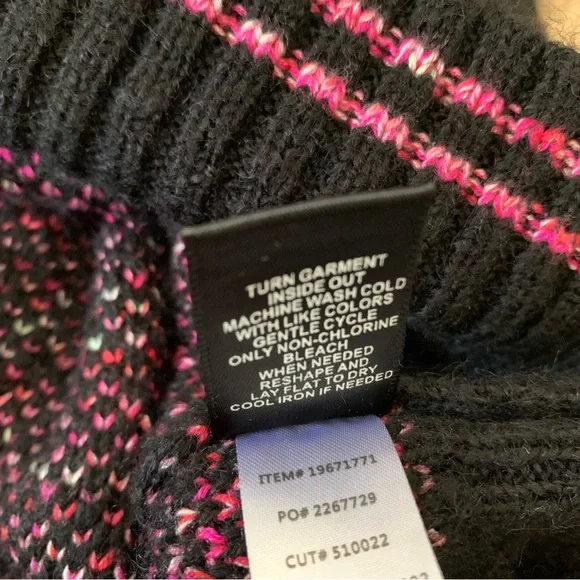 TURN GARMENT
INSIDE OUT
MACHINE WASH COLD
WITH LIKE COLORS
GENTLE CYCLE
ONLY NON-CHLORINE
BLEACH
WHEN NEEDED
RESHAPE AND
LAY FLAT TO DRY
COOL IRON IF NEEDED
ITEM# 19671771
PO# 2267729
CUT# 510022